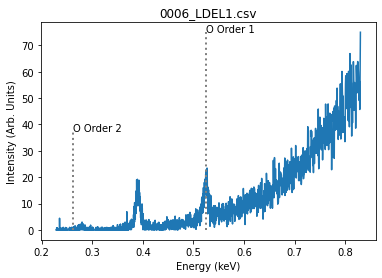 0006_LDEL1.csv
O Order 1
O Order 2
Intensity (Arb. Units)
70
60
50
40
30
20
10
0
0.2 0.3 0.4 0.5 0.6 0.7 0.8
Energy (keV)